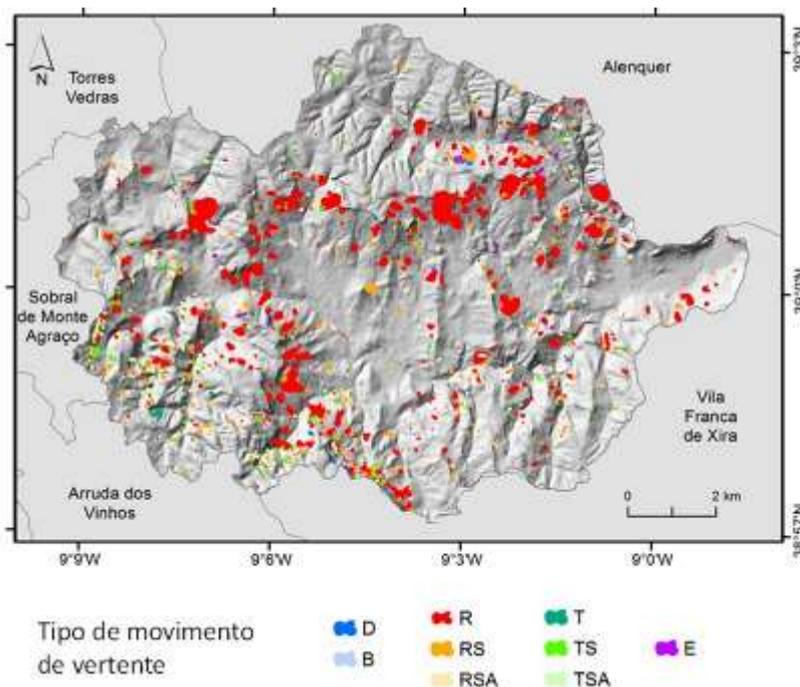 N
Torres
Vedras
Alenquer
Sobral
de Monte
Agraço
Vila
Franca
de Xira
Arruda dos
Vinhos
0 2 km
9°9'W 9°6'W 9°3'W 9°0'W
Tipo de movimento
de vertente
D R T
B RS TS E
RSA TSA